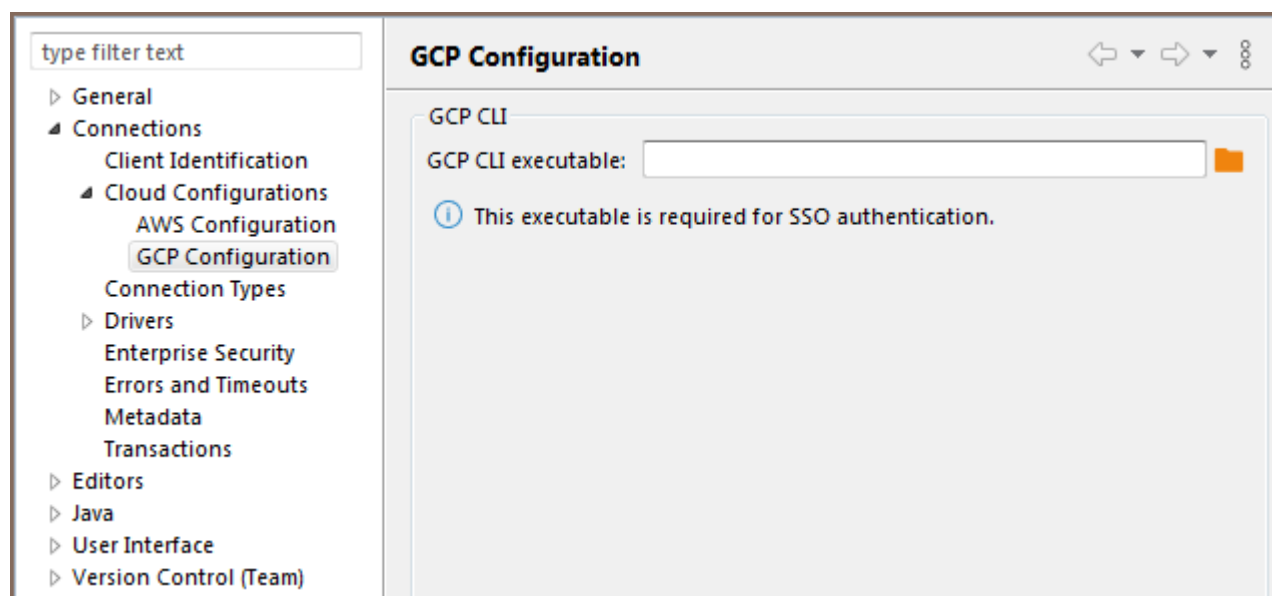 type filter text
General
Connections
Client Identification
Cloud Configurations
AWS Configuration
GCP Configuration
Connection Types
Drivers
Enterprise Security
Errors and Timeouts
Metadata
Transactions
Editors
Java
User Interface
Version Control (Team)
GCP Configuration
GCP CLI
GCP CLI executable:
This executable is required for SSO authentication.